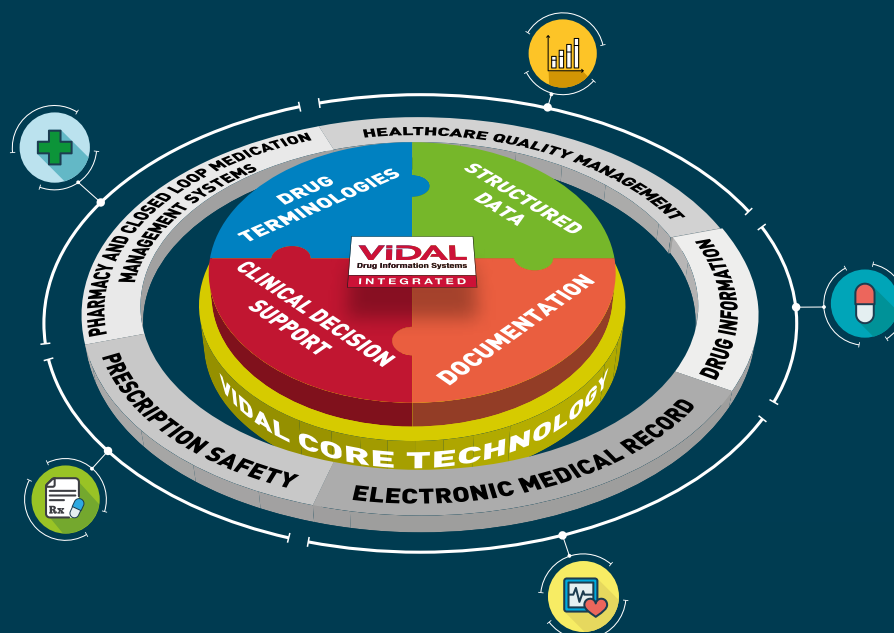 HEALTHCARE QUALITY MANAGEMENT
PHARMACY AND CLOSED LOOP MEDICATION
MANAGEMENT SYSTEMS
DRUG
TERMINOLOGIES
STRUCTURED
DATA
ViDAL
Drug Information Systems
INTEGRATED
CLINICAL DECISION
SUPPORT
DOCUMENTATION
DRUG INFORMATION
VIDAL CORE TECHNOLOGY
PRESCRIPTION SAFETY
ELECTRONIC MEDICAL RECORD
Rx